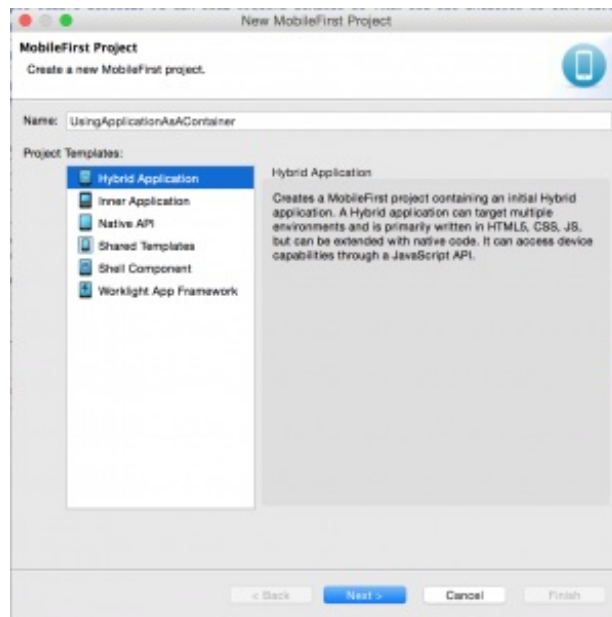 New MobileFirst Project
MobileFirst Project
Create a new MobileFirst project.
Name: UsingApplicationAsAContainer
Project Templates:
Hybrid Application
Inner Application
Native API
Shared Templates
Shell Component
Worklight App Framework
Hybrid Application
Creates a MobileFirst project containing an initial Hybrid
application. A Hybrid application can target multiple
environments and is primarily written in HTML5, CSS, JS,
but can be extended with native code. It can access device
capabilities through a JavaScript API.
< Back
Next >
Cancel
Finish